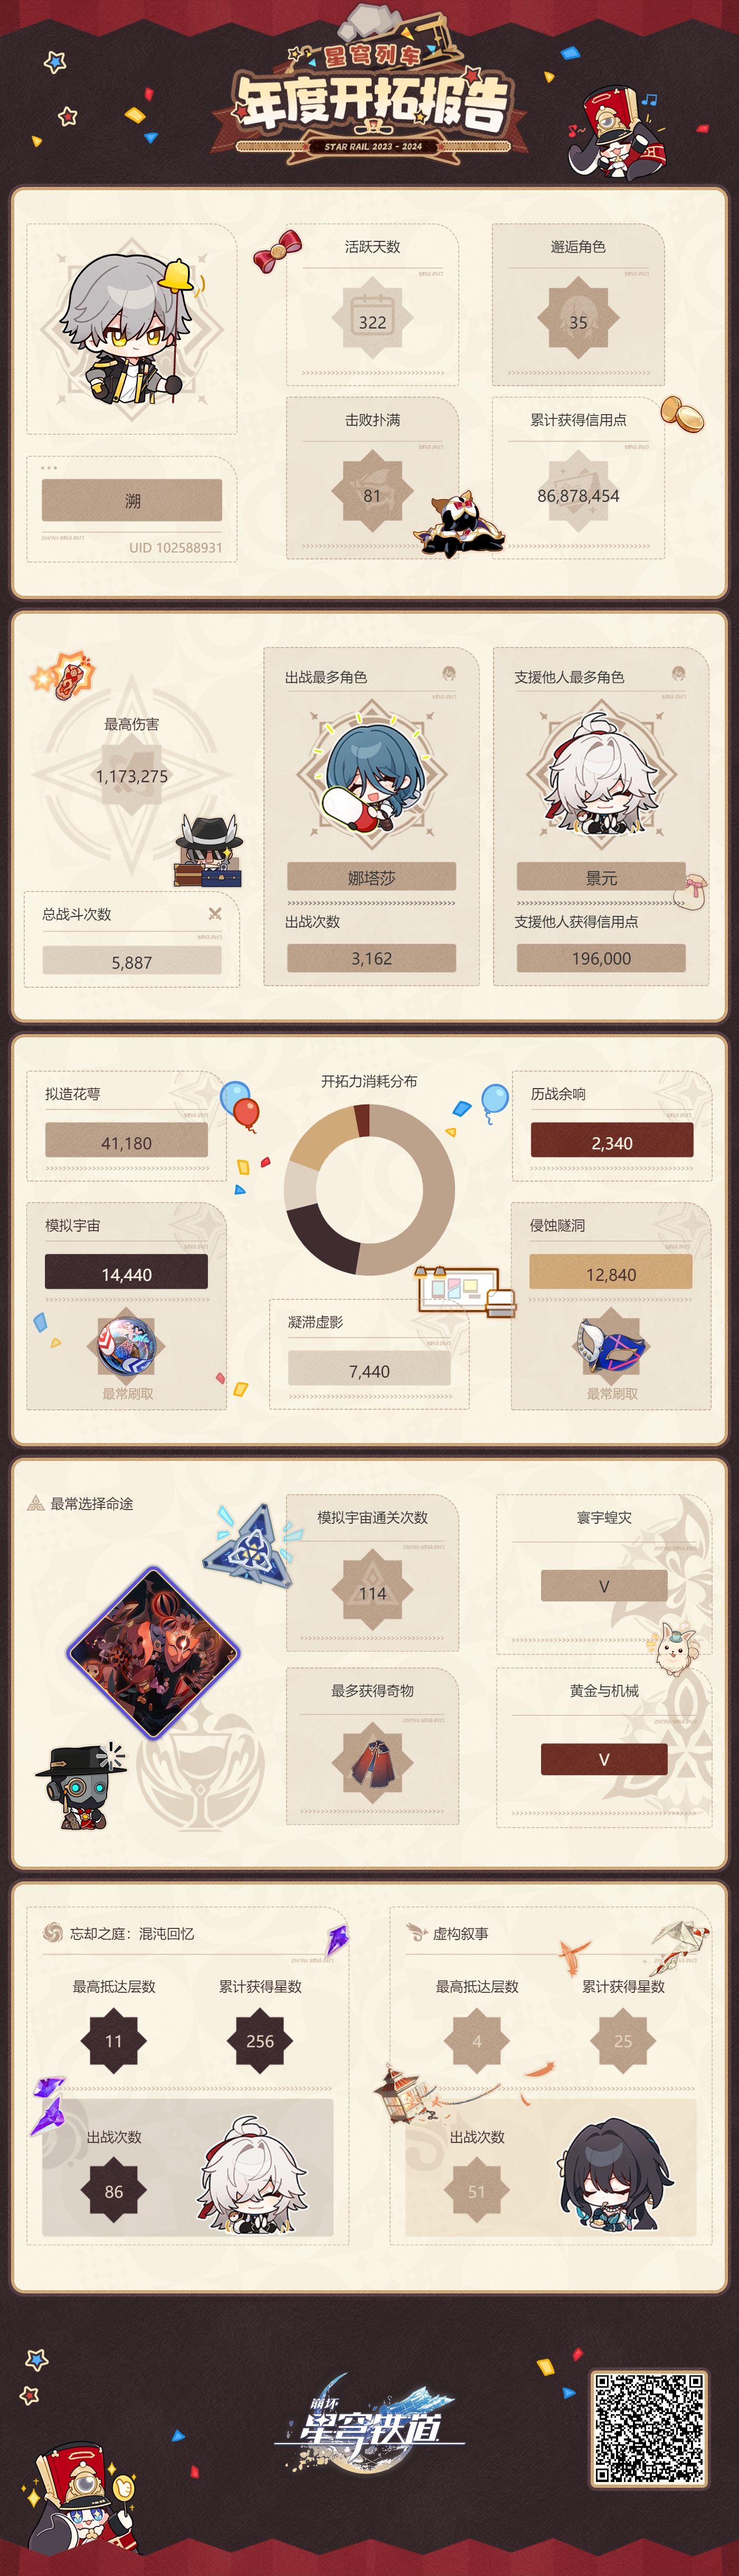 星穹列车
年度开拓报告
STAR RAIL 2023 - 2024
活跃天数
322
邂逅角色
35
击败扑满
81
累计获得信用点
86,878,454
溯
UID 102588931
最高伤害
1,173,275
总战斗次数
5,887
出战最多角色
娜塔莎
出战次数
3,162
支援他人最多角色
景元
支援他人获得信用点
196,000
开拓力消耗分布
拟造花萼
41,180
历战余响
2,340
模拟宇宙
14,440
最常刷取
侵蚀隧洞
12,840
最常刷取
凝滞虚影
7,440
最常选择命途
模拟宇宙通关次数
114
寰宇蝗灾
V
最多获得奇物
黄金与机械
V
忘却之庭：混沌回忆
最高抵达层数
11
累计获得星数
256
出战次数
86
虚构叙事
最高抵达层数
4
累计获得星数
25
出战次数
51
崩坏
星穹铁道